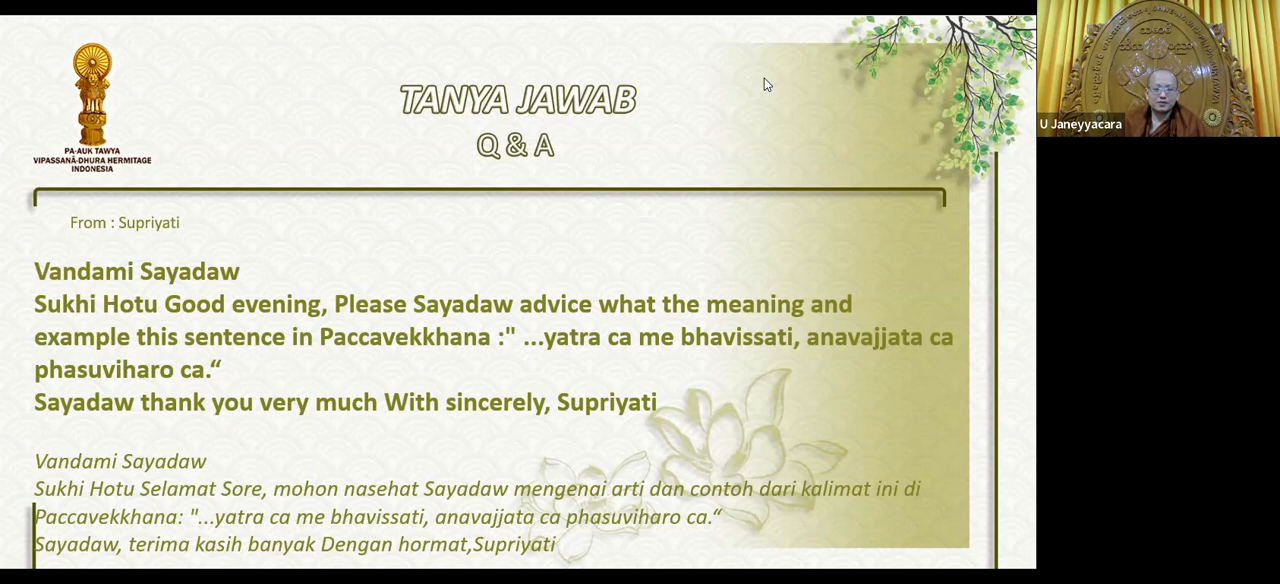 TANYA JAWAB
Q & A
PA-AUK TAWYA
VIPASSANĀ-DHURA HERMITAGE
INDONESIA
From : Supriyati
Vandami Sayadaw
Sukhi Hotu Good evening, Please Sayadaw advice what the meaning and
example this sentence in Paccavekkhana :" ...yatra ca me bhavissati, anavajjata ca
phasuviharo ca.“
Sayadaw thank you very much With sincerely, Supriyati
Vandami Sayadaw
Sukhi Hotu Selamat Sore, mohon nasehat Sayadaw mengenai arti dan contoh dari kalimat ini di
Paccavekkhana: "...yatra ca me bhavissati, anavajjata ca phasuviharo ca.“
Sayadaw, terima kasih banyak Dengan hormat,Supriyati
U Janeyyacara